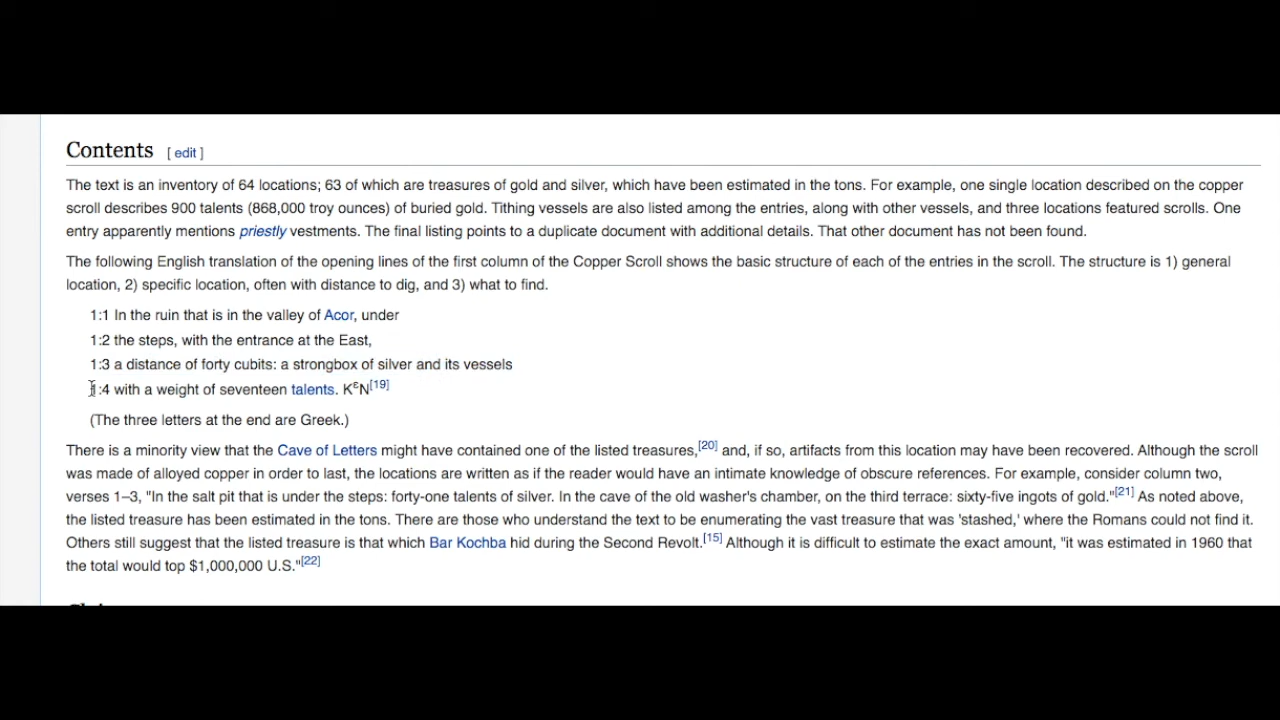 Contents [ edit ]
The text is an inventory of 64 locations; 63 of which are treasures of gold and silver, which have been estimated in the tons. For example, one single location described on the copper
scroll describes 900 talents (868,000 troy ounces) of buried gold. Tithing vessels are also listed among the entries, along with other vessels, and three locations featured scrolls. One
entry apparently mentions priestly vestments. The final listing points to a duplicate document with additional details. That other document has not been found.
The following English translation of the opening lines of the first column of the Copper Scroll shows the basic structure of each of the entries in the scroll. The structure is 1) general
location, 2) specific location, often with distance to dig, and 3) what to find.
1:1 In the ruin that is in the valley of Acor, under
1:2 the steps, with the entrance at the East,
1:3 a distance of forty cubits: a strongbox of silver and its vessels
1:4 with a weight of seventeen talents. KᵋN[19]
(The three letters at the end are Greek.)
There is a minority view that the Cave of Letters might have contained one of the listed treasures,[20] and, if so, artifacts from this location may have been recovered. Although the scroll
was made of alloyed copper in order to last, the locations are written as if the reader would have an intimate knowledge of obscure references. For example, consider column two,
verses 1–3, "In the salt pit that is under the steps: forty-one talents of silver. In the cave of the old washer's chamber, on the third terrace: sixty-five ingots of gold."[21] As noted above,
the listed treasure has been estimated in the tons. There are those who understand the text to be enumerating the vast treasure that was 'stashed,' where the Romans could not find it.
Others still suggest that the listed treasure is that which Bar Kochba hid during the Second Revolt.[15] Although it is difficult to estimate the exact amount, "it was estimated in 1960 that
the total would top $1,000,000 U.S."[22]